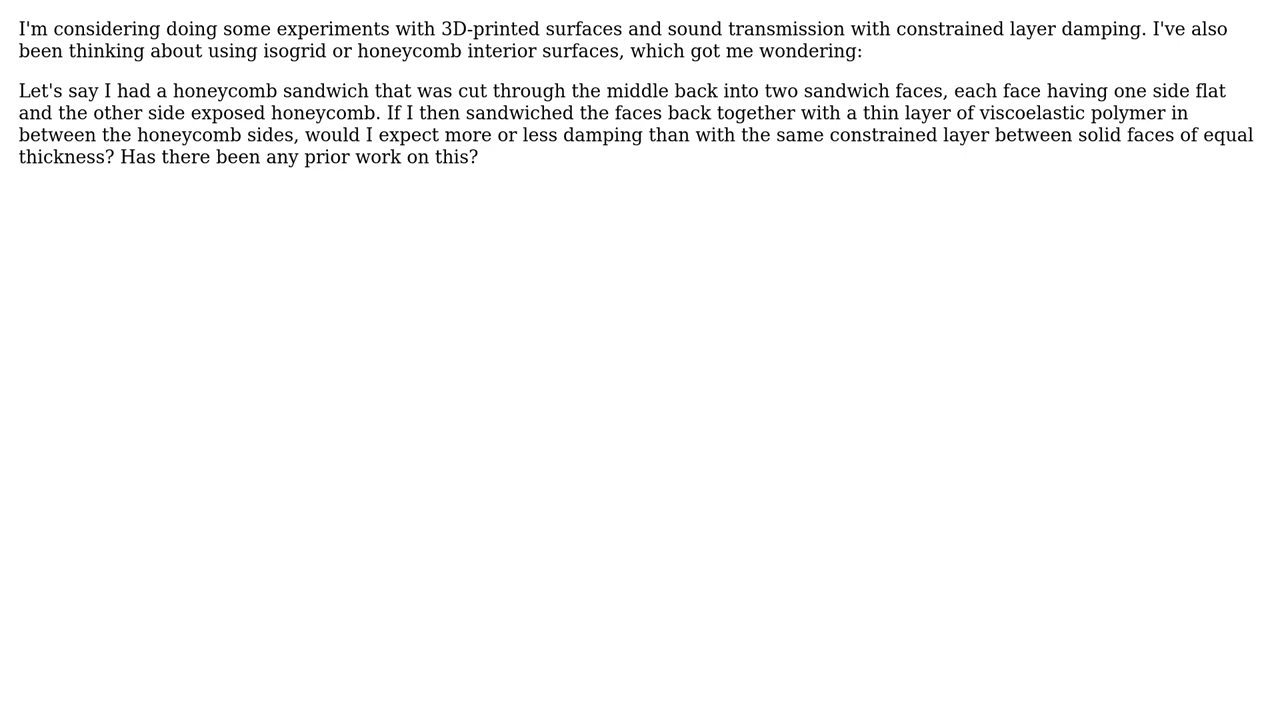 I'm considering doing some experiments with 3D-printed surfaces and sound transmission with constrained layer damping. I've also
been thinking about using isogrid or honeycomb interior surfaces, which got me wondering:
Let's say I had a honeycomb sandwich that was cut through the middle back into two sandwich faces, each face having one side flat
and the other side exposed honeycomb. If I then sandwiched the faces back together with a thin layer of viscoelastic polymer in
between the honeycomb sides, would I expect more or less damping than with the same constrained layer between solid faces of equal
thickness? Has there been any prior work on this?